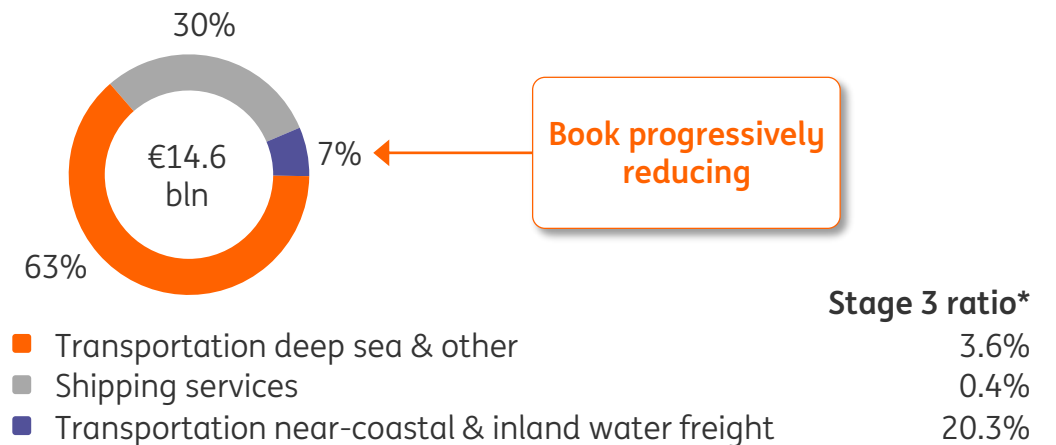 30%
€14.6
bln
7%
Book progressively
reducing
63%
Stage 3 ratio*
Transportation deep sea & other 3.6%
Shipping services 0.4%
Transportation near-coastal & inland water freight 20.3%